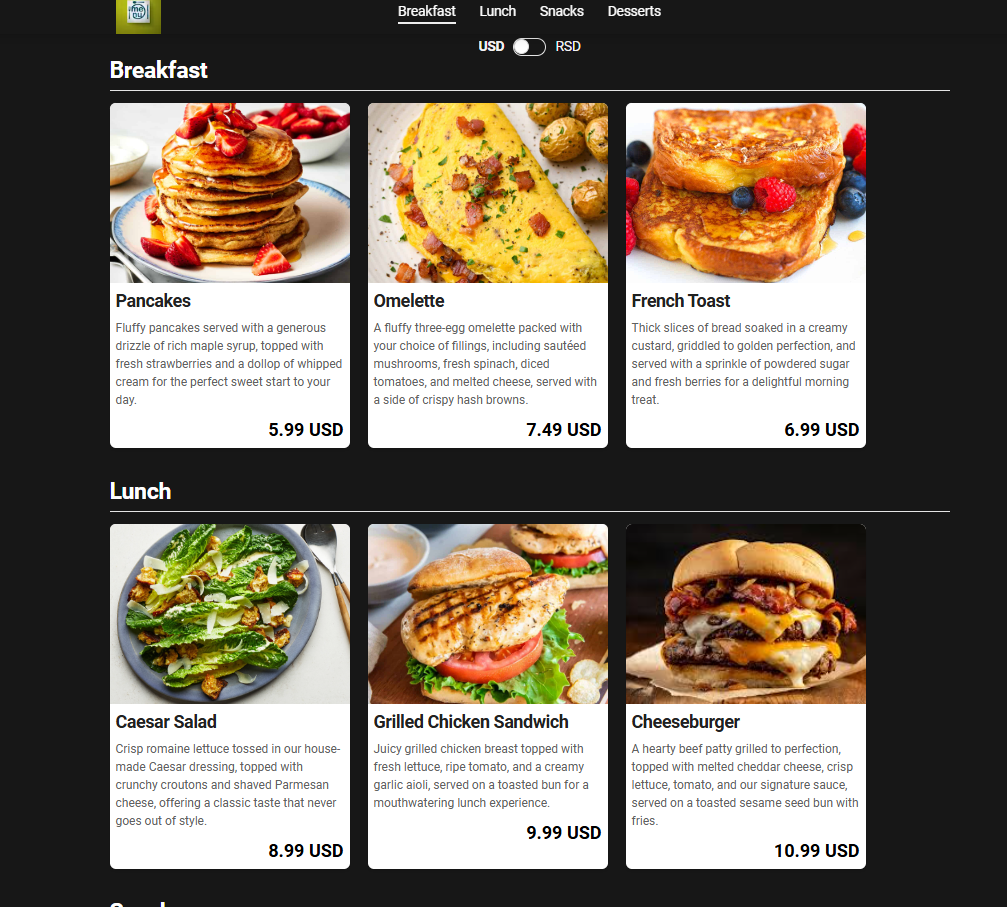 me
nu
Breakfast Lunch Snacks Desserts
USD RSD
Breakfast
Pancakes
Fluffy pancakes served with a generous
drizzle of rich maple syrup, topped with
fresh strawberries and a dollop of whipped
cream for the perfect sweet start to your
day.
5.99 USD
Omelette
A fluffy three-egg omelette packed with
your choice of fillings, including sautéed
mushrooms, fresh spinach, diced
tomatoes, and melted cheese, served with
a side of crispy hash browns.
7.49 USD
French Toast
Thick slices of bread soaked in a creamy
custard, griddled to golden perfection, and
served with a sprinkle of powdered sugar
and fresh berries for a delightful morning
treat.
6.99 USD
Lunch
Caesar Salad
Crisp romaine lettuce tossed in our house-
made Caesar dressing, topped with
crunchy croutons and shaved Parmesan
cheese, offering a classic taste that never
goes out of style.
8.99 USD
Grilled Chicken Sandwich
Juicy grilled chicken breast topped with
fresh lettuce, ripe tomato, and a creamy
garlic aioli, served on a toasted bun for a
mouthwatering lunch experience.
9.99 USD
Cheeseburger
A hearty beef patty grilled to perfection,
topped with melted cheddar cheese, crisp
lettuce, tomato, and our signature sauce,
served on a toasted sesame seed bun with
fries.
10.99 USD